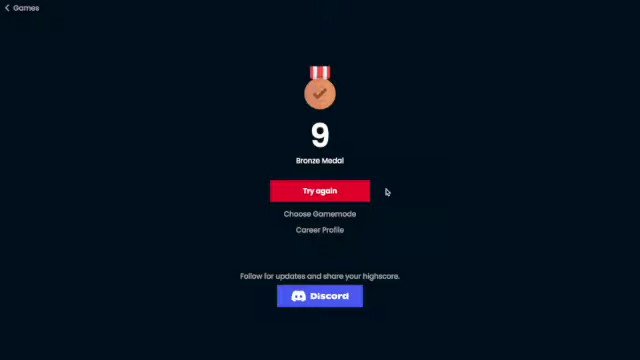 Games
9
Bronze Medal
Try again
Choose Gamemode
Career Profile
Follow for updates and share your highscore.
Discord